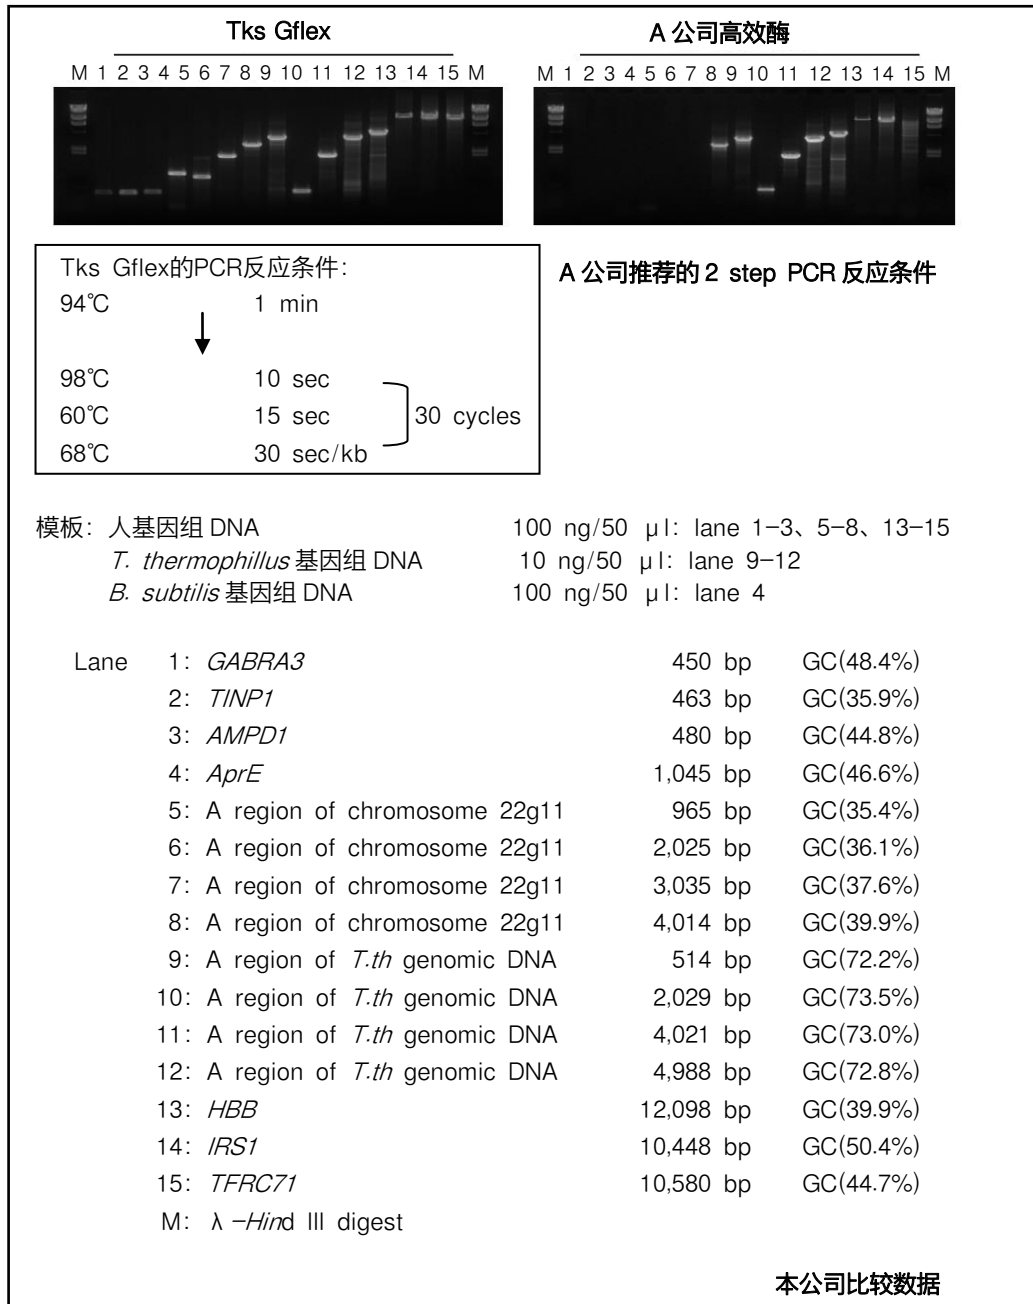 Tks Gflex
A 公司高效酶
M 1 2 3 4 5 6 7 8 9 10 11 12 13 14 15 M
M 1 2 3 4 5 6 7 8 9 10 11 12 13 14 15 M
Tks Gflex的PCR反应条件:
94℃ 1 min
98℃ 10 sec
60℃ 15 sec
30 cycles
68℃ 30 sec/kb
A 公司推荐的 2 step PCR 反应条件
模板: 人基因组 DNA 100 ng/50 μl: lane 1-3、5-8、13-15
T. thermophillus 基因组 DNA 10 ng/50 μl: lane 9-12
B. subtilis 基因组 DNA 100 ng/50 μl: lane 4
Lane 1: GABRA3 450 bp GC(48.4%)
2: TINP1 463 bp GC(35.9%)
3: AMPD1 480 bp GC(44.8%)
4: AprE 1,045 bp GC(46.6%)
5: A region of chromosome 22g11 965 bp GC(35.4%)
6: A region of chromosome 22g11 2,025 bp GC(36.1%)
7: A region of chromosome 22g11 3,035 bp GC(37.6%)
8: A region of chromosome 22g11 4,014 bp GC(39.9%)
9: A region of T.th genomic DNA 514 bp GC(72.2%)
10: A region of T.th genomic DNA 2,029 bp GC(73.5%)
11: A region of T.th genomic DNA 4,021 bp GC(73.0%)
12: A region of T.th genomic DNA 4,988 bp GC(72.8%)
13: HBB 12,098 bp GC(39.9%)
14: IRS1 10,448 bp GC(50.4%)
15: TFRC71 10,580 bp GC(44.7%)
M: λ-Hind III digest
本公司比较数据